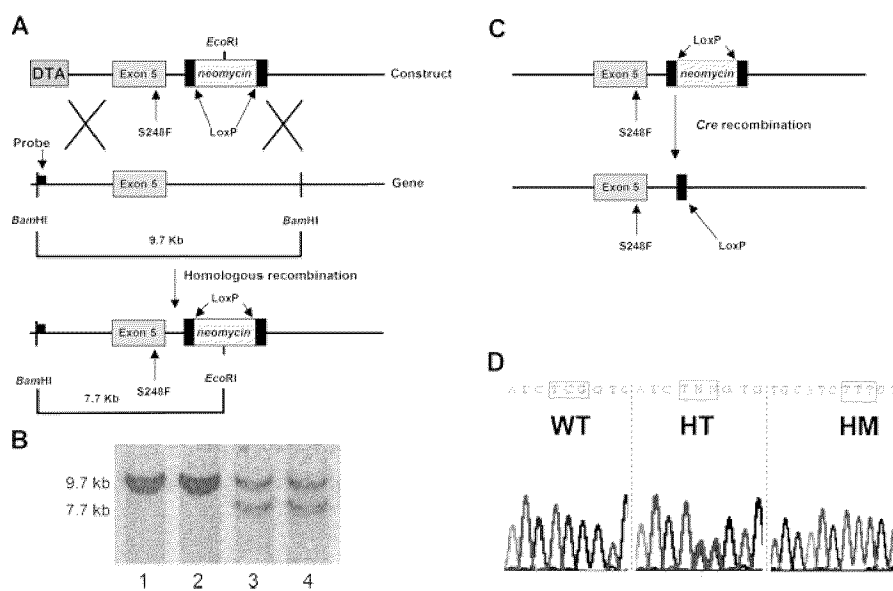 A
EcoRI
DTA
Exon 5
neomycin
Construct
S248F
LoxP
Probe
Exon 5
Gene
BamHI
BamHI
9.7 Kb
Homologous recombination
LoxP
Exon 5
neomycin
S248F
BamHI
EcoRI
7.7 Kb
B
9.7 kb
7.7 kb
1 2 3 4
C
LoxP
Exon 5
neomycin
S248F
Cre recombination
Exon 5
S248F
LoxP
D
WT HT HM